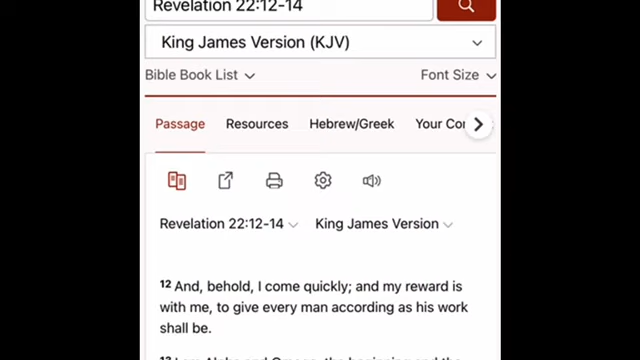 Revelation 22:12-14
King James Version (KJV)
Bible Book List Font Size
Passage Resources Hebrew/Greek Your
Revelation 22:12-14 King James Version
12 And, behold, I come quickly; and my reward is
with me, to give every man according as his work
shall be.